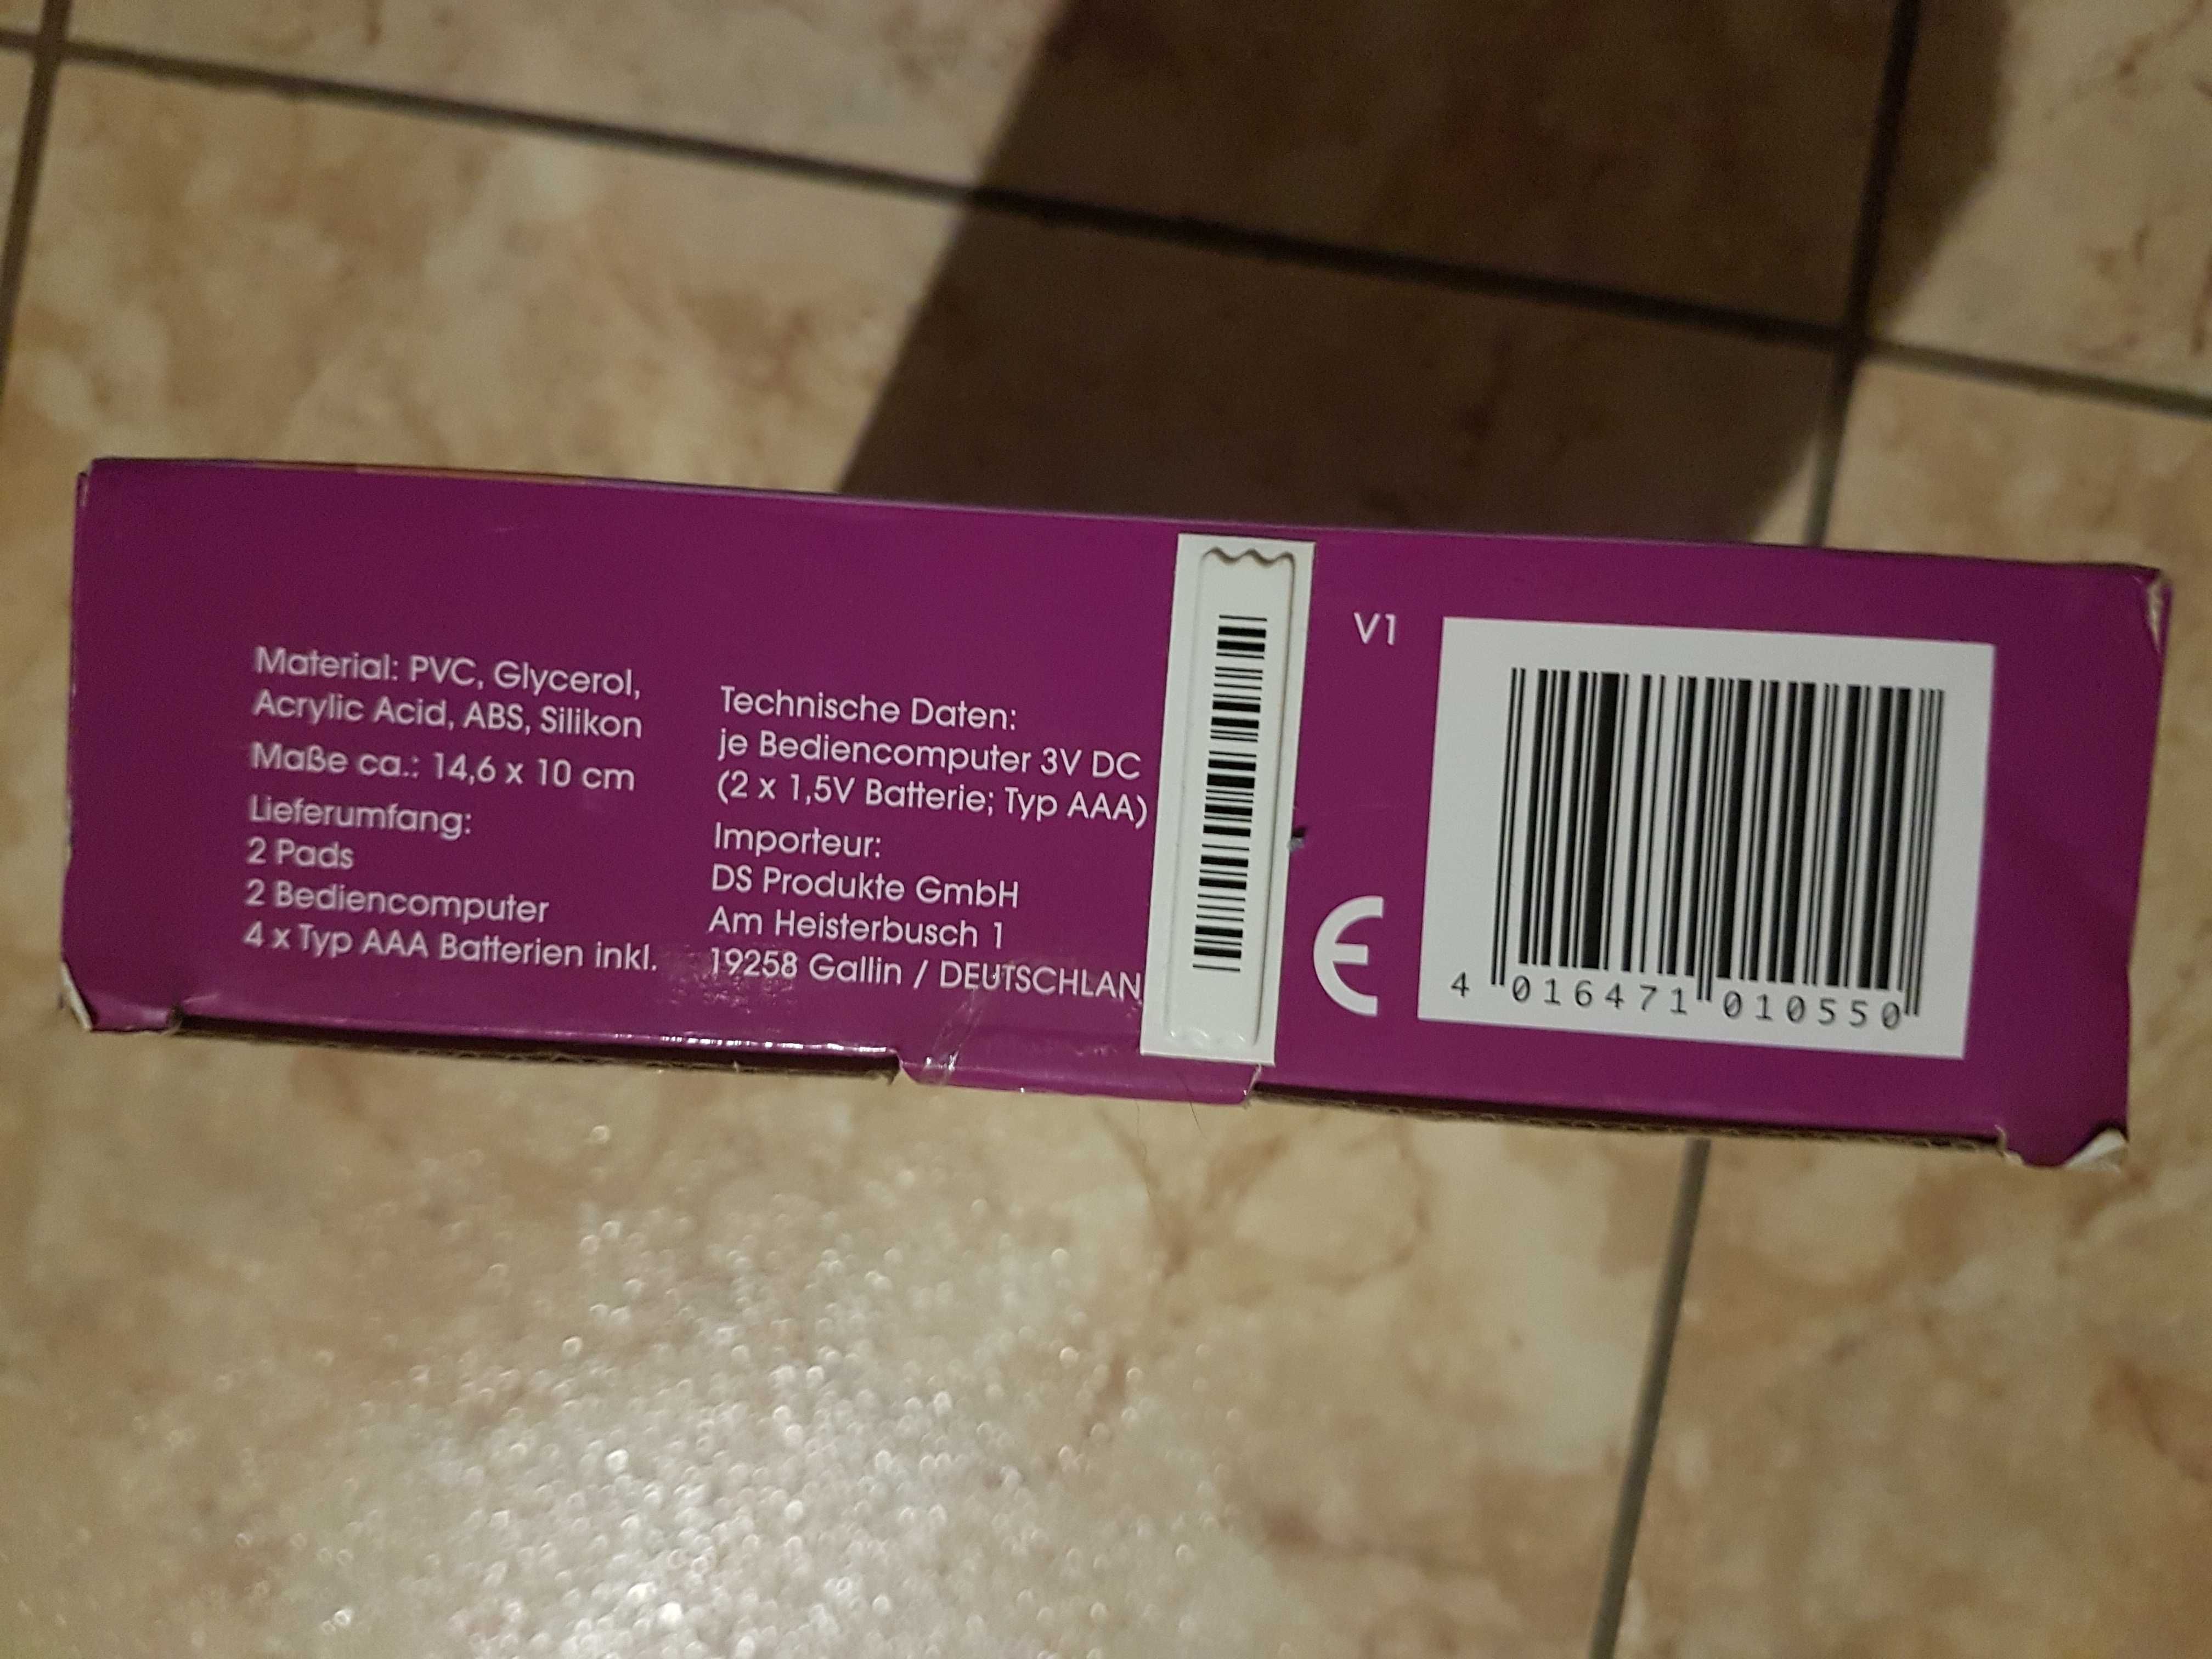 Material: PVC, Glycerol,
Acrylic Acid, ABS, Silikon
Maße ca.: 14,6 x 10 cm
Lieferumfang:
2 Pads
2 Bediencomputer
4 x Typ AAA Batterien inkl.
Technische Daten:
je Bediencomputer 3V DC
(2 x 1,5V Batterie; Typ AAA)
Importeur:
DS Produkte GmbH
Am Heisterbusch 1
19258 Gallin / DEUTSCHLAN
V1
CE
4 016471 010550